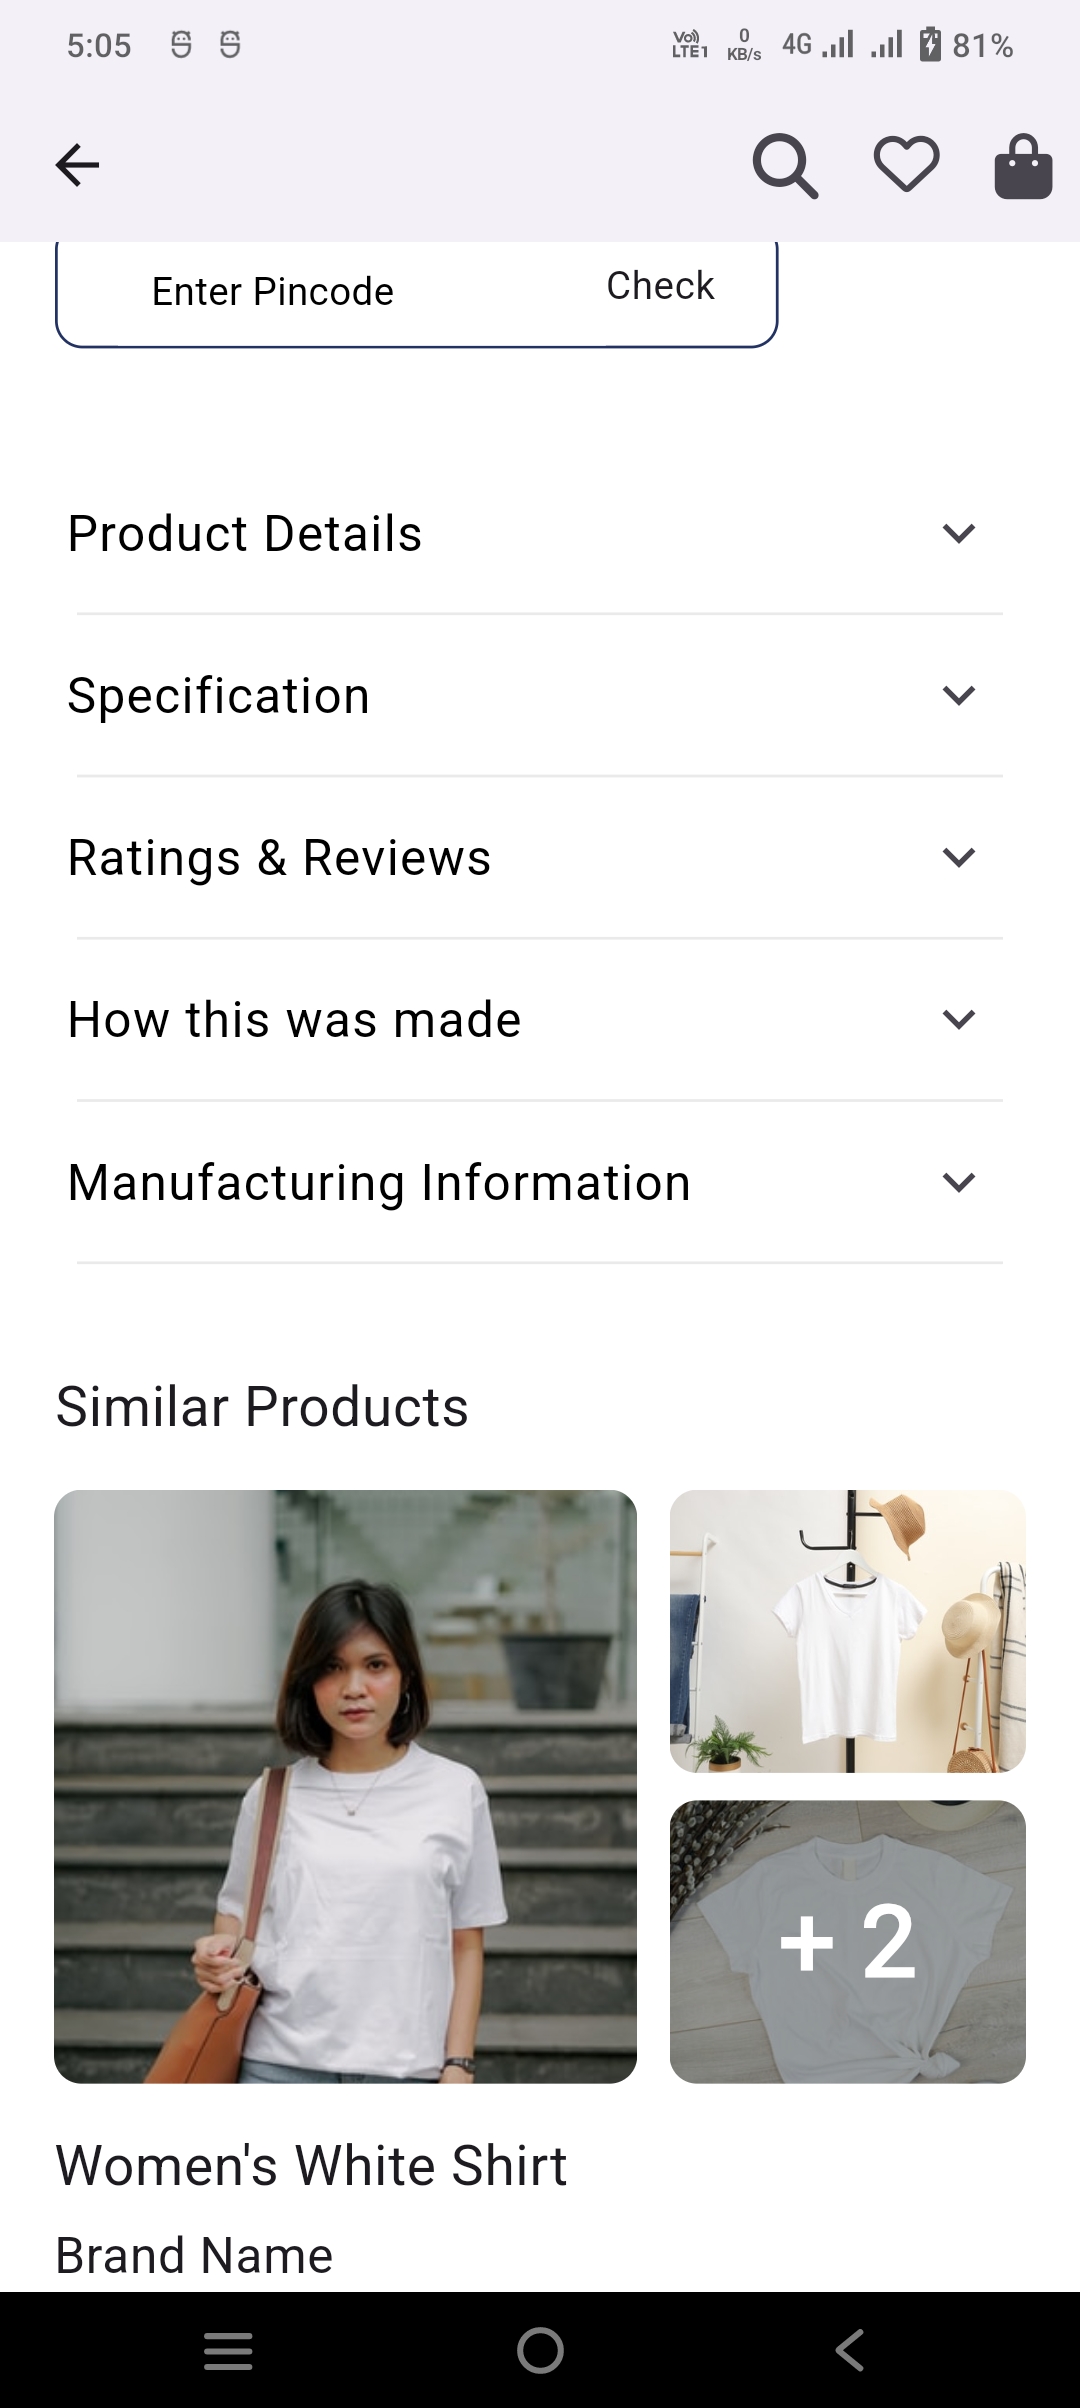 5:05 Vo)) LTE1 0 KB/s 4G 81%
Enter Pincode Check
Product Details
Specification
Ratings & Reviews
How this was made
Manufacturing Information
Similar Products
+ 2
Women's White Shirt
Brand Name